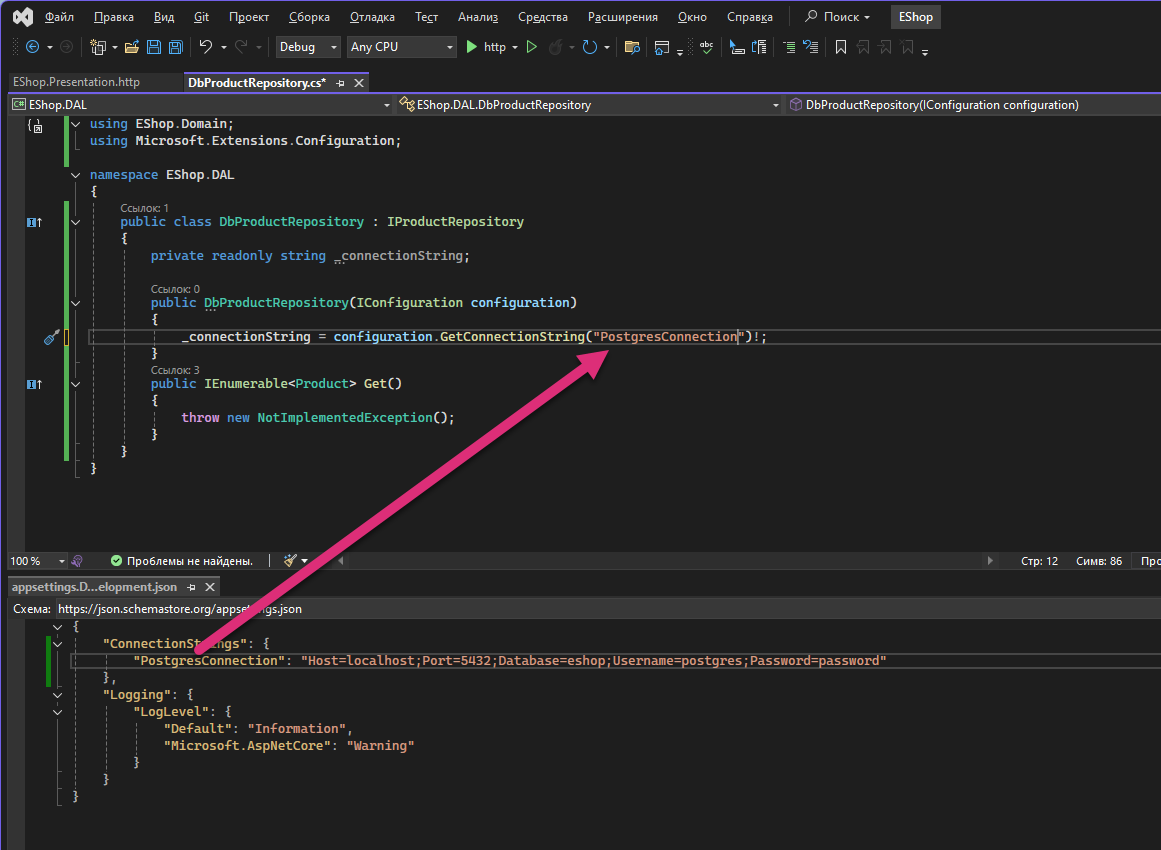 Файл Правка Вид Git Проект Сборка Отладка Тест Анализ Средства Расширения Окно Справка Поиск EShop
Debug Any CPU http abc
EShop.Presentation.http DbProductRepository.cs*
C# EShop.DAL EShop.DAL.DbProductRepository DbProductRepository(IConfiguration configuration)
using EShop.Domain;
using Microsoft.Extensions.Configuration;
namespace EShop.DAL
{
Ссылок: 1
public class DbProductRepository : IProductRepository
{
private readonly string _connectionString;
Ссылок: 0
public DbProductRepository(IConfiguration configuration)
{
_connectionString = configuration.GetConnectionString("PostgresConnection")!;
}
Ссылок: 3
public IEnumerable<Product> Get()
{
throw new NotImplementedException();
}
}
}
100 % Проблемы не найдены. Стр: 12 Симв: 86 Про
appsettings.D...elopment.json
Схема: https://json.schemastore.org/appsettings.json
{
"ConnectionStrings": {
"PostgresConnection": "Host=localhost;Port=5432;Database=eshop;Username=postgres;Password=password"
},
"Logging": {
"LogLevel": {
"Default": "Information",
"Microsoft.AspNetCore": "Warning"
}
}
}